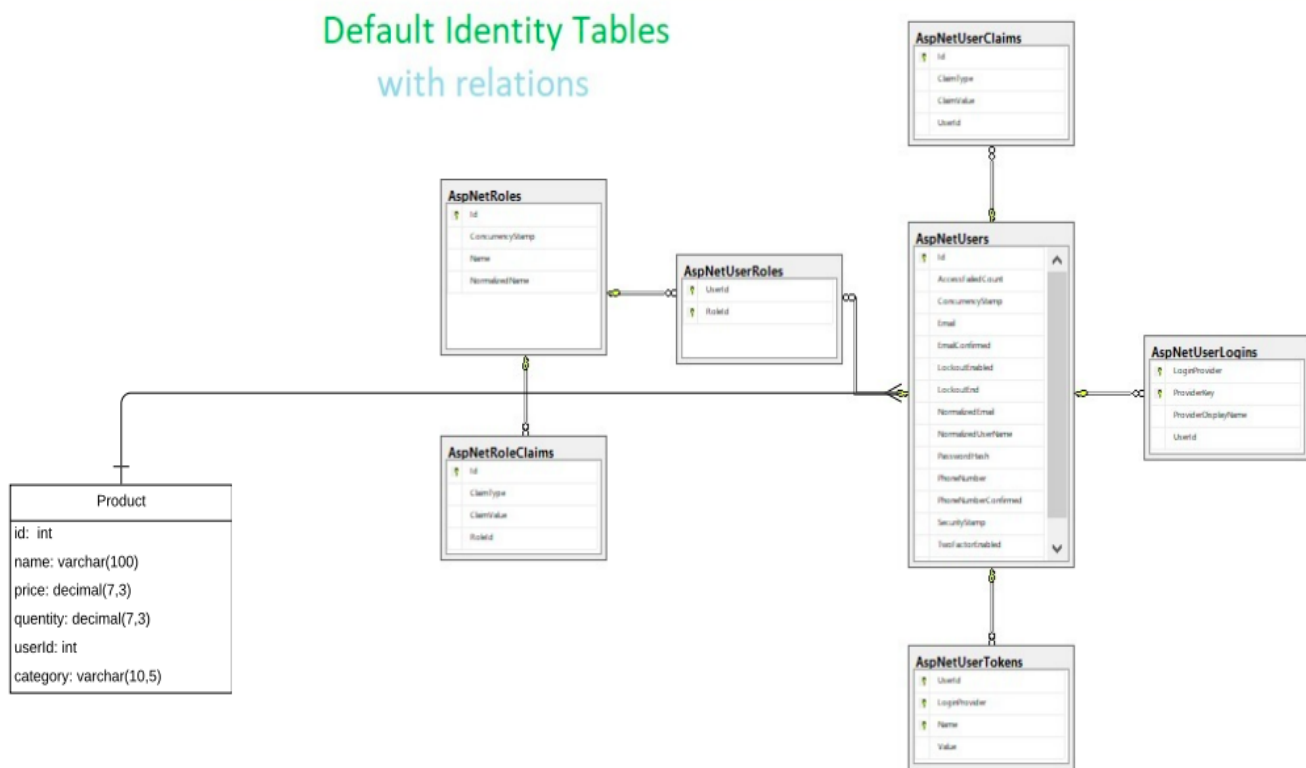 Default Identity Tables
with relations
AspNetUserClaims
Id
ClaimType
ClaimValue
UserId
AspNetRoles
Id
ConcurrencyStamp
Name
NormalizedName
AspNetUserRoles
UserId
RoleId
AspNetUsers
Id
AccessFailedCount
ConcurrencyStamp
Email
EmailConfirmed
LockoutEnabled
LockoutEnd
NormalizedEmail
NormalizedUserName
PasswordHash
PhoneNumber
PhoneNumberConfirmed
SecurityStamp
TwoFactorEnabled
AspNetUserLogins
LoginProvider
ProviderKey
ProviderDisplayName
UserId
AspNetRoleClaims
Id
ClaimType
ClaimValue
RoleId
Product
id: int
name: varchar(100)
price: decimal(7,3)
quentity: decimal(7,3)
userId: int
category: varchar(10,5)
AspNetUserTokens
UserId
LoginProvider
Name
Value